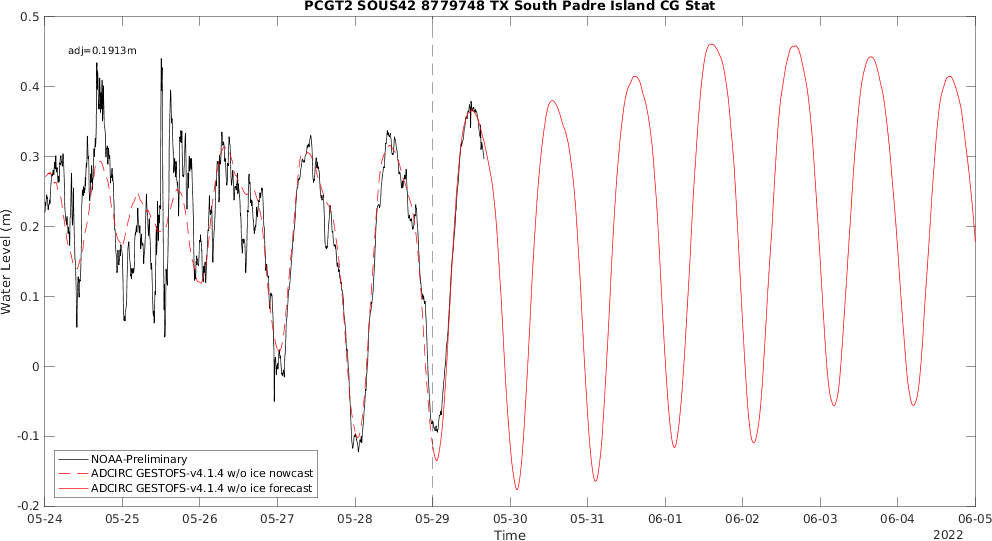 PCGT2 SOUS42 8779748 TX South Padre Island CG Stat
0.5
adj=0.1913m
0.4
0.3
0.2
0.1
0
-0.1
-0.2
Water Level (m)
NOAA-Preliminary
ADCIRC GESTOFS-v4.1.4 w/o ice nowcast
ADCIRC GESTOFS-v4.1.4 w/o ice forecast
05-24 05-25 05-26 05-27 05-28 05-29 05-30 05-31 06-01 06-02 06-03 06-04 06-05
Time
2022